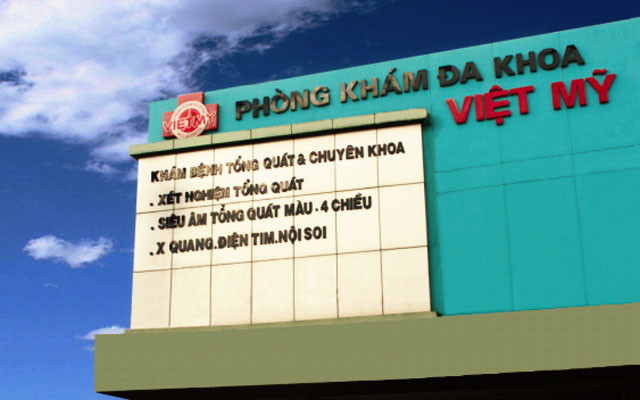 PHÒNG KHÁM ĐA KHOA
VIỆT MỸ
VIETMY
KHÁM BỆNH TỔNG QUÁT & CHUYÊN KHOA
. XÉT NGHIỆM TỔNG QUÁT
. SIÊU ÂM TỔNG QUÁT MÀU - 4 CHIỀU
. X QUANG.ĐIỆN TIM.NỘI SOI